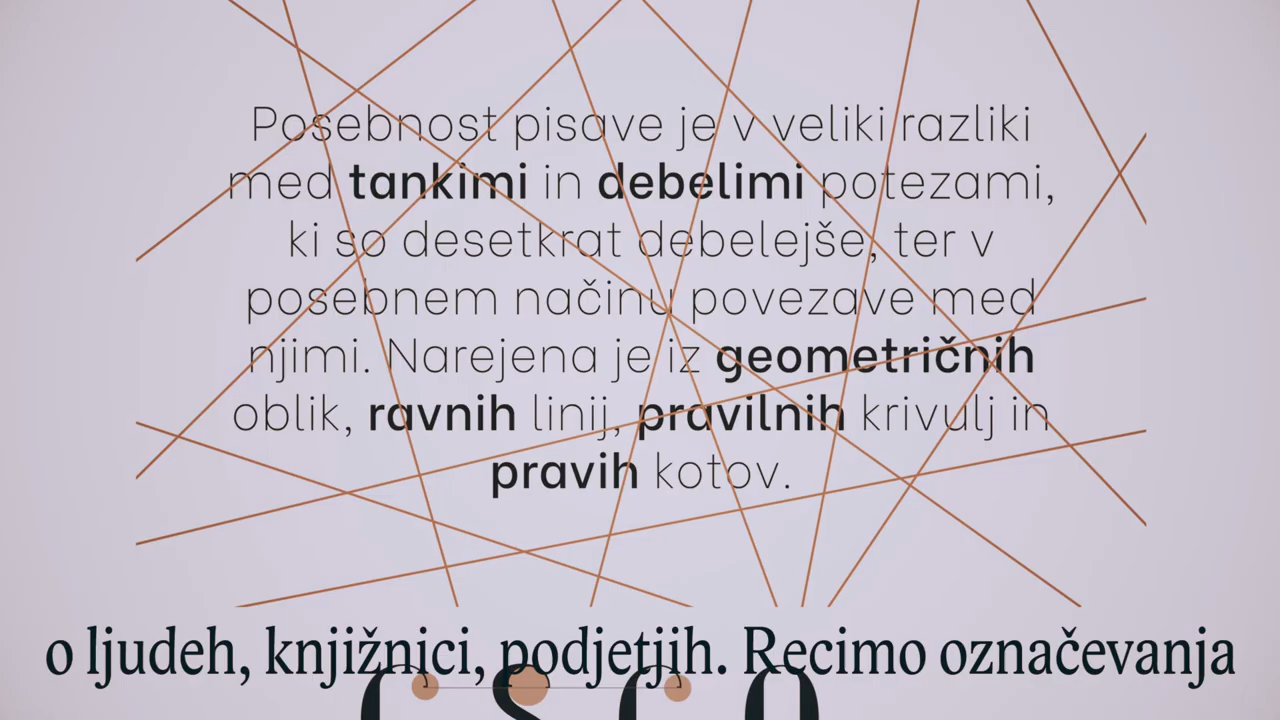 Posebnost pisave je v veliki razliki
med tankimi in debelimi potezami,
ki so desetkrat debelejše, ter v
posebnem načinu povezave med
njimi. Narejena je iz geometričnih
oblik, ravnih linij, pravilnih krivulj in
pravih kotov.
o ljudeh, knjižnici, podjetjih. Recimo označevanja